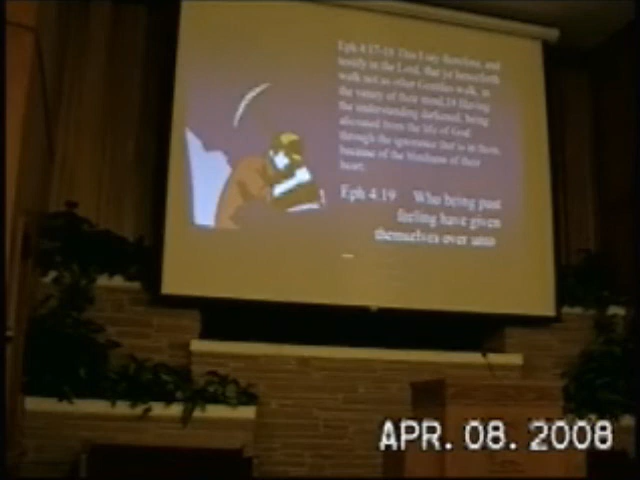 Eph 4:17-18 This I say therefore, and
testify in the Lord, that ye henceforth
walk not as other Gentiles walk, in
the vanity of their mind,18 Having
the understanding darkened, being
alienated from the life of God
through the ignorance that is in them,
because of the blindness of their
heart:
Eph 4:19 Who being past
feeling have given
themselves over unto
APR. 08. 2008